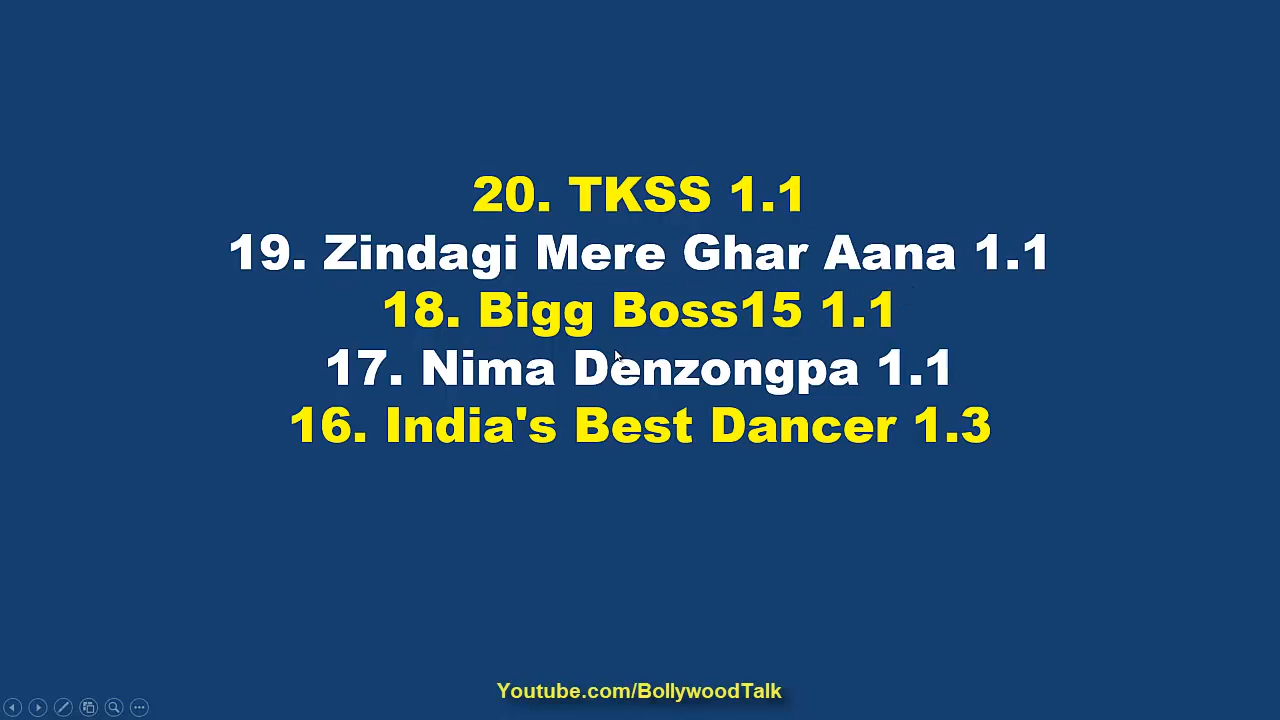 20. TKSS 1.1
19. Zindagi Mere Ghar Aana 1.1
18. Bigg Boss15 1.1
17. Nima Denzongpa 1.1
16. India's Best Dancer 1.3
Youtube.com/BollywoodTalk